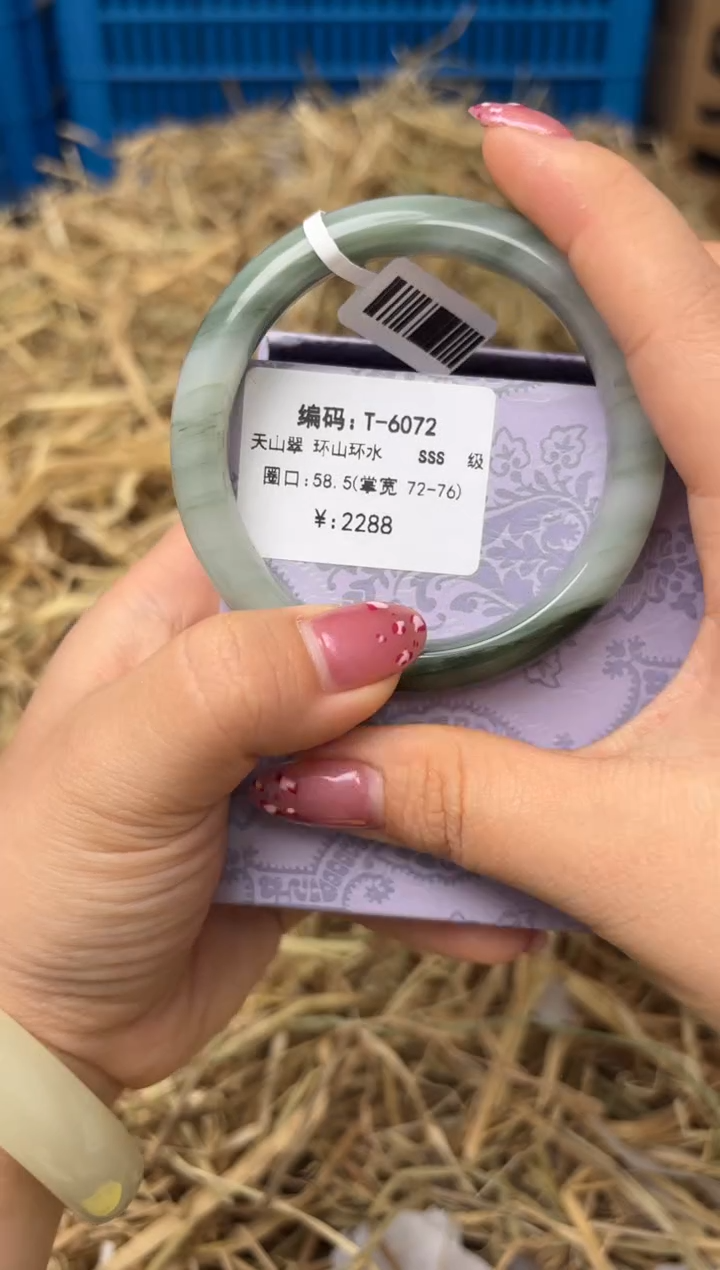 编码: T-6072
天山翠 环山环水 SSS 级
圈口:58.5(掌宽 72-76)
¥:2288